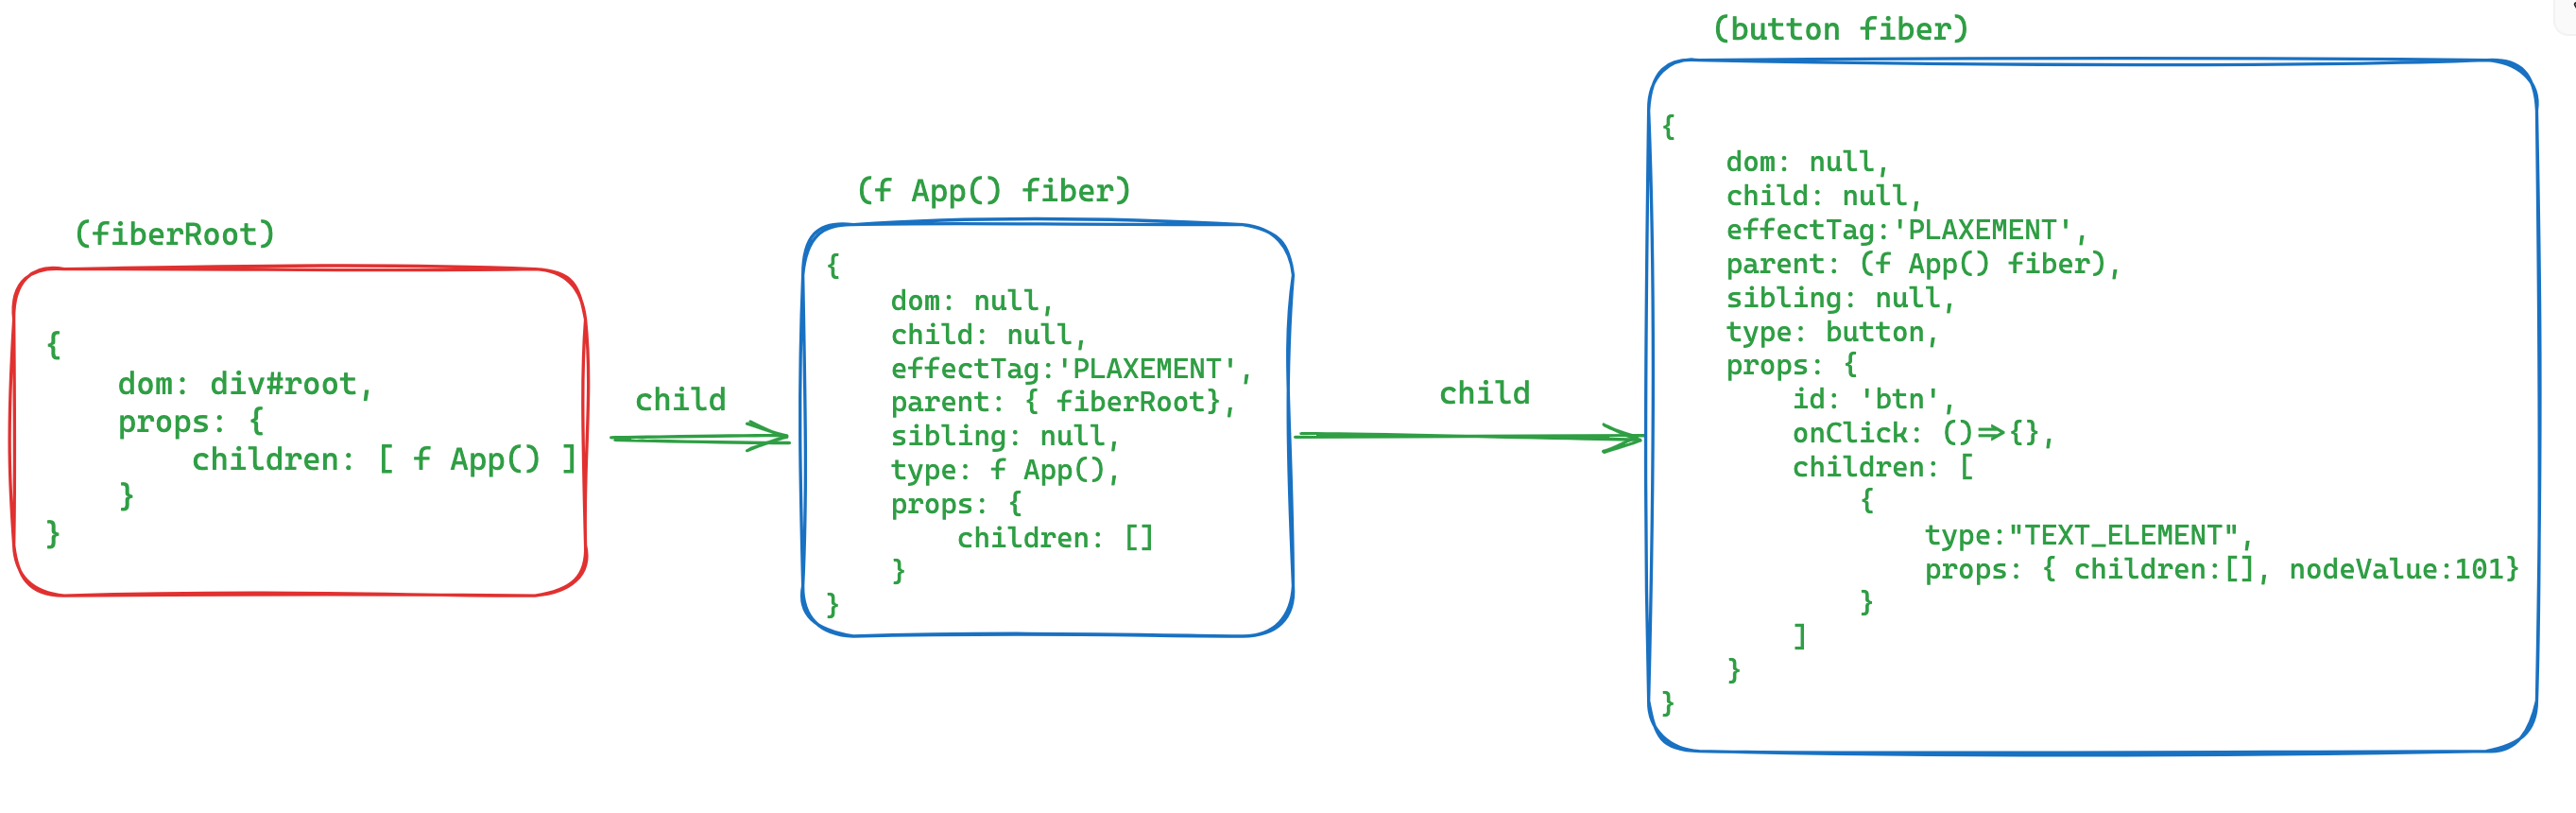 (fiberRoot)
{
dom: div#root,
props: {
children: [ f App() ]
}
}
child
(f App() fiber)
{
dom: null,
child: null,
effectTag:'PLAXEMENT',
parent: { fiberRoot},
sibling: null,
type: f App(),
props: {
children: []
}
}
child
(button fiber)
{
dom: null,
child: null,
effectTag:'PLAXEMENT',
parent: (f App() fiber),
sibling: null,
type: button,
props: {
id: 'btn',
onClick: ()=>{},
children: [
{
type:"TEXT_ELEMENT",
props: { children:[], nodeValue:101}
}
]
}
}